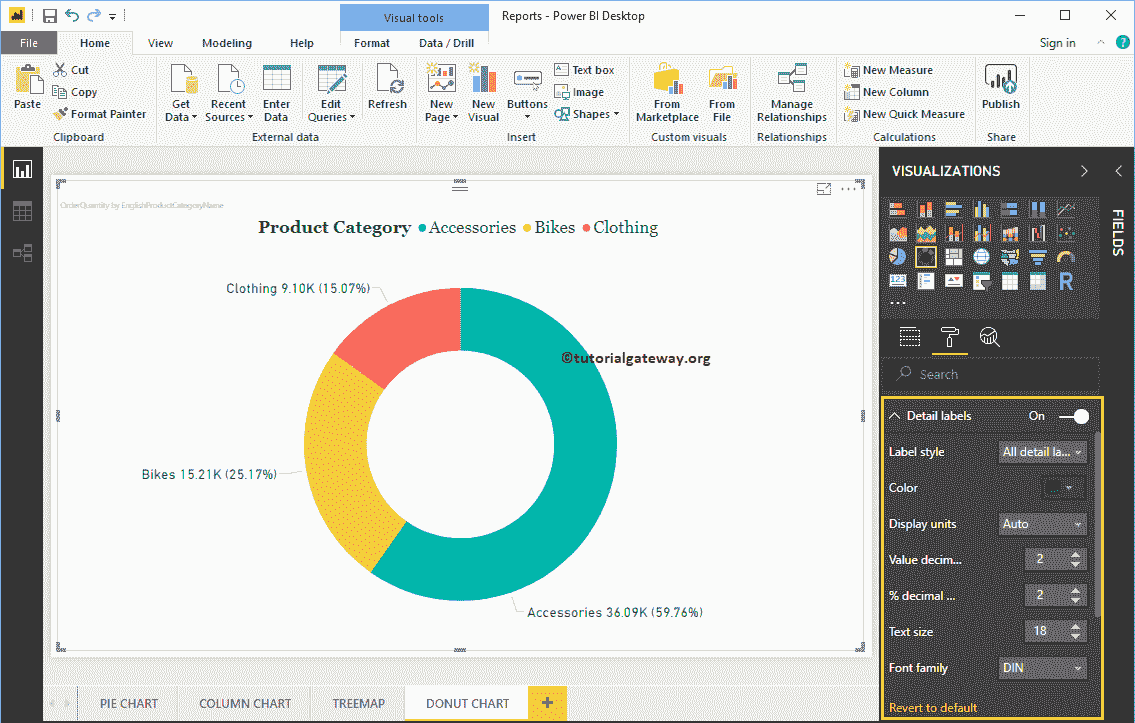 Visual tools
Reports - Power BI Desktop
File
Home
View
Modeling
Help
Format
Data / Drill
Sign in
?
Paste
Cut
Copy
Format Painter
Clipboard
Get Data
Recent Sources
Enter Data
Edit Queries
External data
Refresh
New Page
New Visual
Buttons
Text box
Image
Shapes
Insert
From Marketplace
From File
Custom visuals
Manage Relationships
Relationships
New Measure
New Column
New Quick Measure
Calculations
Publish
Share
OrderQuantity by EnglishProductCategoryName
Product Category Accessories Bikes Clothing
Clothing 9.10K (15.07%)
©tutorialgateway.org
Bikes 15.21K (25.17%)
Accessories 36.09K (59.76%)
VISUALIZATIONS
FIELDS
123
R
Search
Detail labels On
Label style All detail la...
Color
Display units Auto
Value decim... 2
% decimal ... 2
Text size 18
Font family DIN
Revert to default
PIE CHART
COLUMN CHART
TREEMAP
DONUT CHART
+